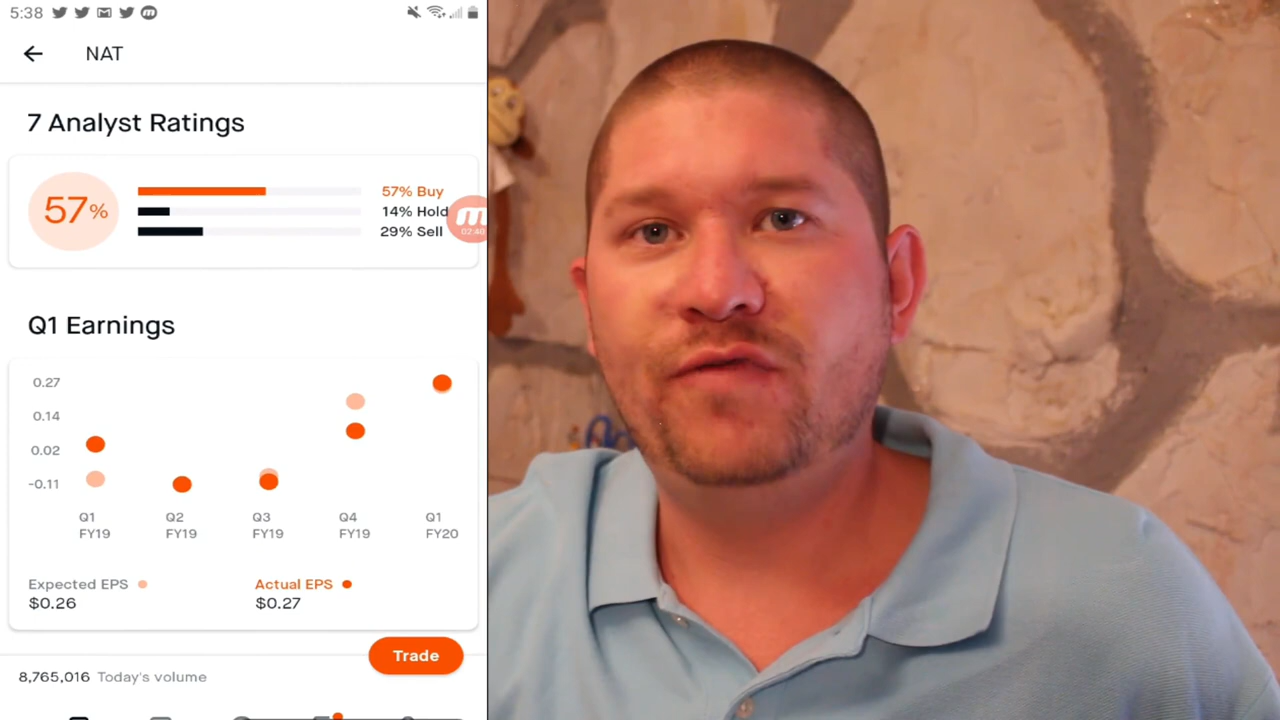 5:38
NAT
7 Analyst Ratings
57%
57% Buy
14% Hold
29% Sell
02:40
Q1 Earnings
0.27
0.14
0.02
-0.11
Q1 FY19
Q2 FY19
Q3 FY19
Q4 FY19
Q1 FY20
Expected EPS
$0.26
Actual EPS
$0.27
Trade
8,765,016 Today's volume